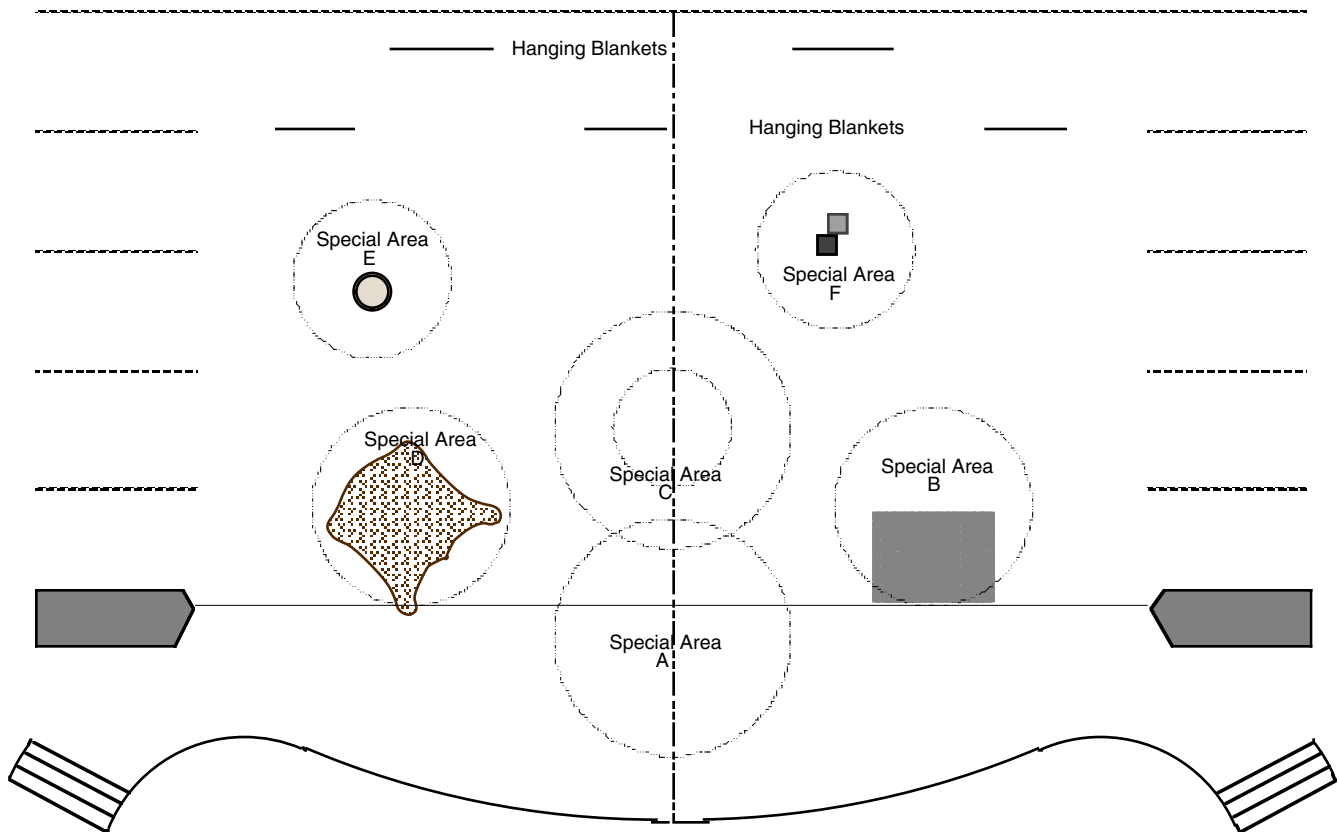 Hanging Blankets
Hanging Blankets
Special Area
E
Special Area
F
Special Area
D
Special Area
C
Special Area
B
Special Area
A